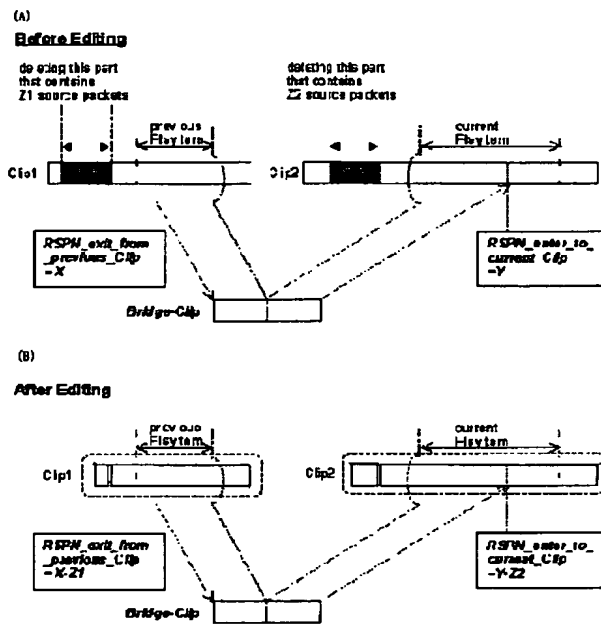 (A)
Before Editing
deleting this part
that contains
Z1 source packets
deleting this part
that contains
Z2 source packets
previous
PlayItem
current
PlayItem
Clip1
Clip2
RSPN_exit_from
_previous_Clip
=X
RSPN_enter_to_
current_Clip
=Y
Bridge-Clip
(B)
After Editing
previous
PlayItem
current
PlayItem
Clip1
Clip2
RSPN_exit_from
_previous_Clip
=X-Z1
RSPN_enter_to_
current_Clip
=Y-Z2
Bridge-Clip